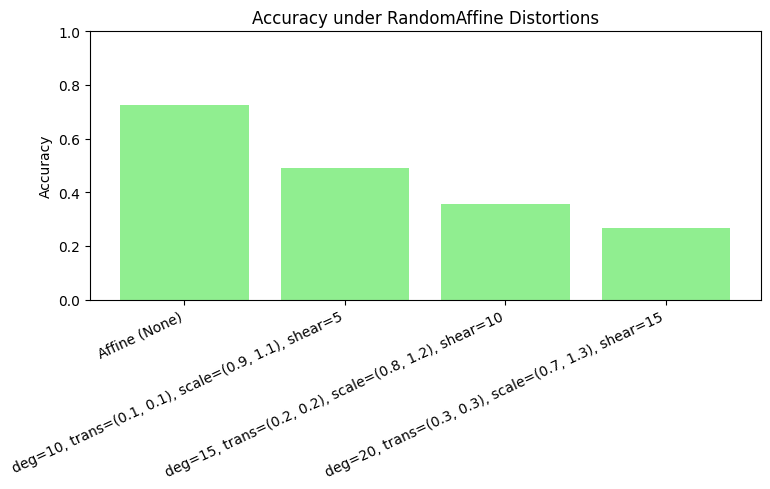 Accuracy under RandomAffine Distortions
1.0
0.8
0.6
0.4
0.2
0.0
Accuracy
Affine (None)
deg=10, trans=(0.1, 0.1), scale=(0.9, 1.1), shear=5
deg=15, trans=(0.2, 0.2), scale=(0.8, 1.2), shear=10
deg=20, trans=(0.3, 0.3), scale=(0.7, 1.3), shear=15